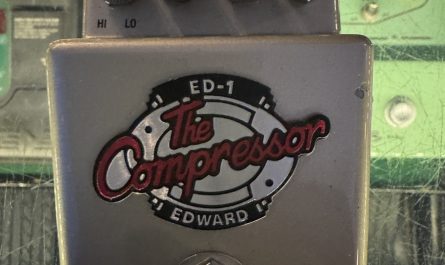 HI LO
ED-1
The
Compressor
EDWARD